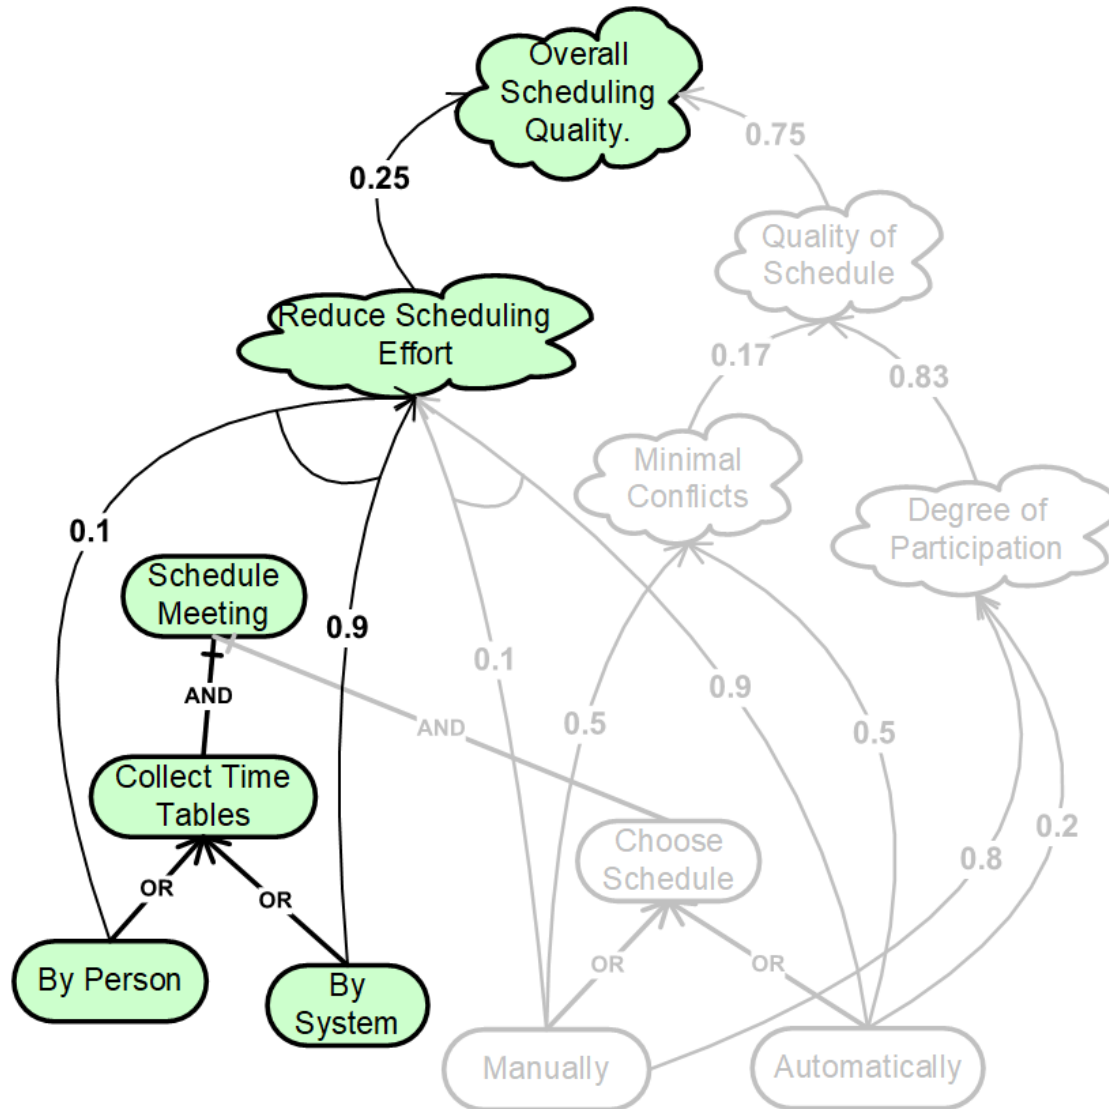 Overall
Scheduling
Quality.
0.75
0.25
Quality of
Schedule
Reduce Scheduling
Effort
0.17
0.83
Minimal
Conflicts
Degree of
Participation
0.1
Schedule
Meeting
0.9
0.1
0.9
AND
0.5
AND
0.5
Collect Time
Tables
Choose
Schedule
0.2
0.8
OR
OR
OR
OR
By Person
By
System
Manually
Automatically